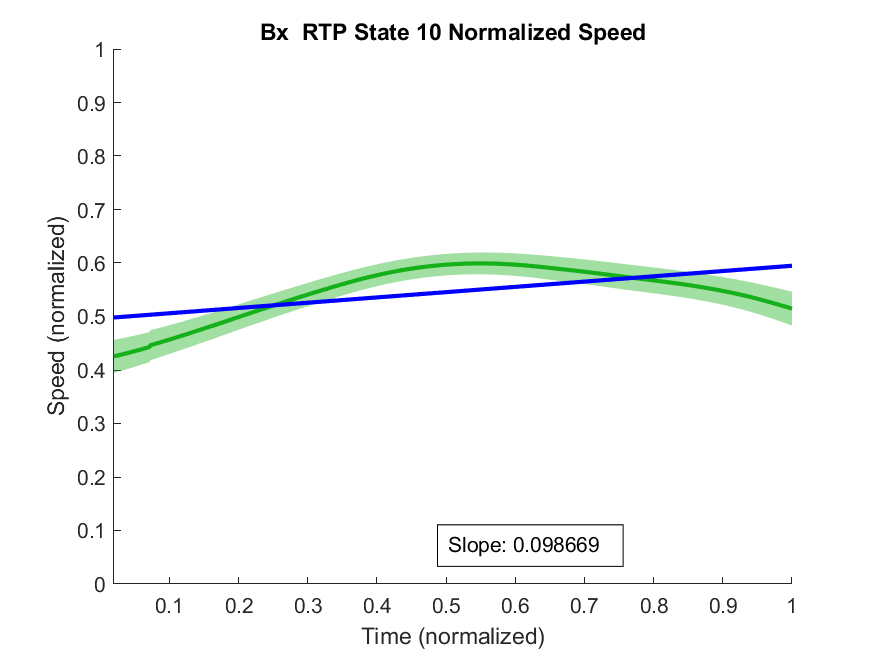 Bx  RTP State 10 Normalized Speed
1
0.9
0.8
0.7
0.6
0.5
0.4
0.3
0.2
0.1
0
Speed (normalized)
Slope: 0.098669
0.1 0.2 0.3 0.4 0.5 0.6 0.7 0.8 0.9 1
Time (normalized)